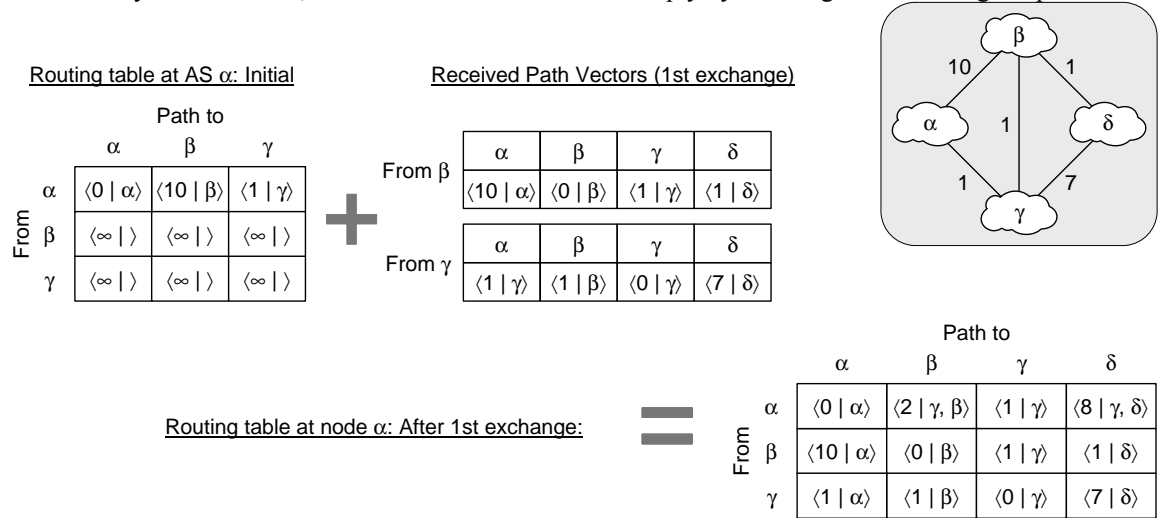 Routing table at AS α: Initial
Path to
α β γ
From
α ⟨0 | α⟩ ⟨10 | β⟩ ⟨1 | γ⟩
β ⟨∞ | ⟩ ⟨∞ | ⟩ ⟨∞ | ⟩
γ ⟨∞ | ⟩ ⟨∞ | ⟩ ⟨∞ | ⟩
+
Received Path Vectors (1st exchange)
From β
α β γ δ
⟨10 | α⟩ ⟨0 | β⟩ ⟨1 | γ⟩ ⟨1 | δ⟩
From γ
α β γ δ
⟨1 | γ⟩ ⟨1 | β⟩ ⟨0 | γ⟩ ⟨7 | δ⟩
β
10 1
α 1 δ
1 7
γ
Routing table at node α: After 1st exchange:
=
Path to
α β γ δ
From
α ⟨0 | α⟩ ⟨2 | γ, β⟩ ⟨1 | γ⟩ ⟨8 | γ, δ⟩
β ⟨10 | α⟩ ⟨0 | β⟩ ⟨1 | γ⟩ ⟨1 | δ⟩
γ ⟨1 | α⟩ ⟨1 | β⟩ ⟨0 | γ⟩ ⟨7 | δ⟩